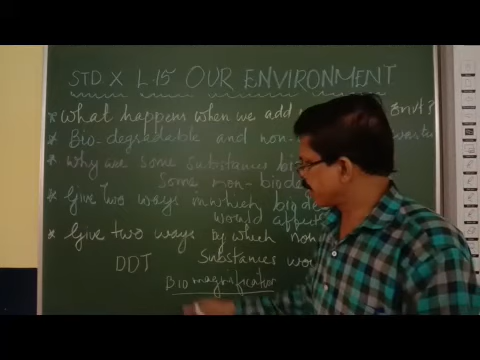 STD. X L.15 OUR ENVIRONMENT
* What happens when we add envt?
* Bio-degradable and non-
* Why are some substances
Some non-biode
* Give two ways in which biod
would affect
* Give two ways by which non
DDT Substances wo
Bio magnification